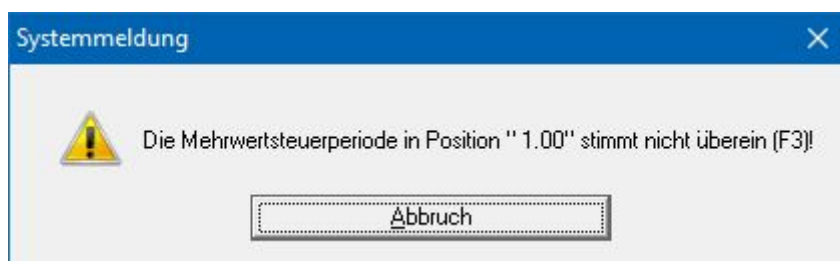 Systemmeldung
Die Mehrwertsteuerperiode in Position " 1.00" stimmt nicht überein (F3)!
Abbruch